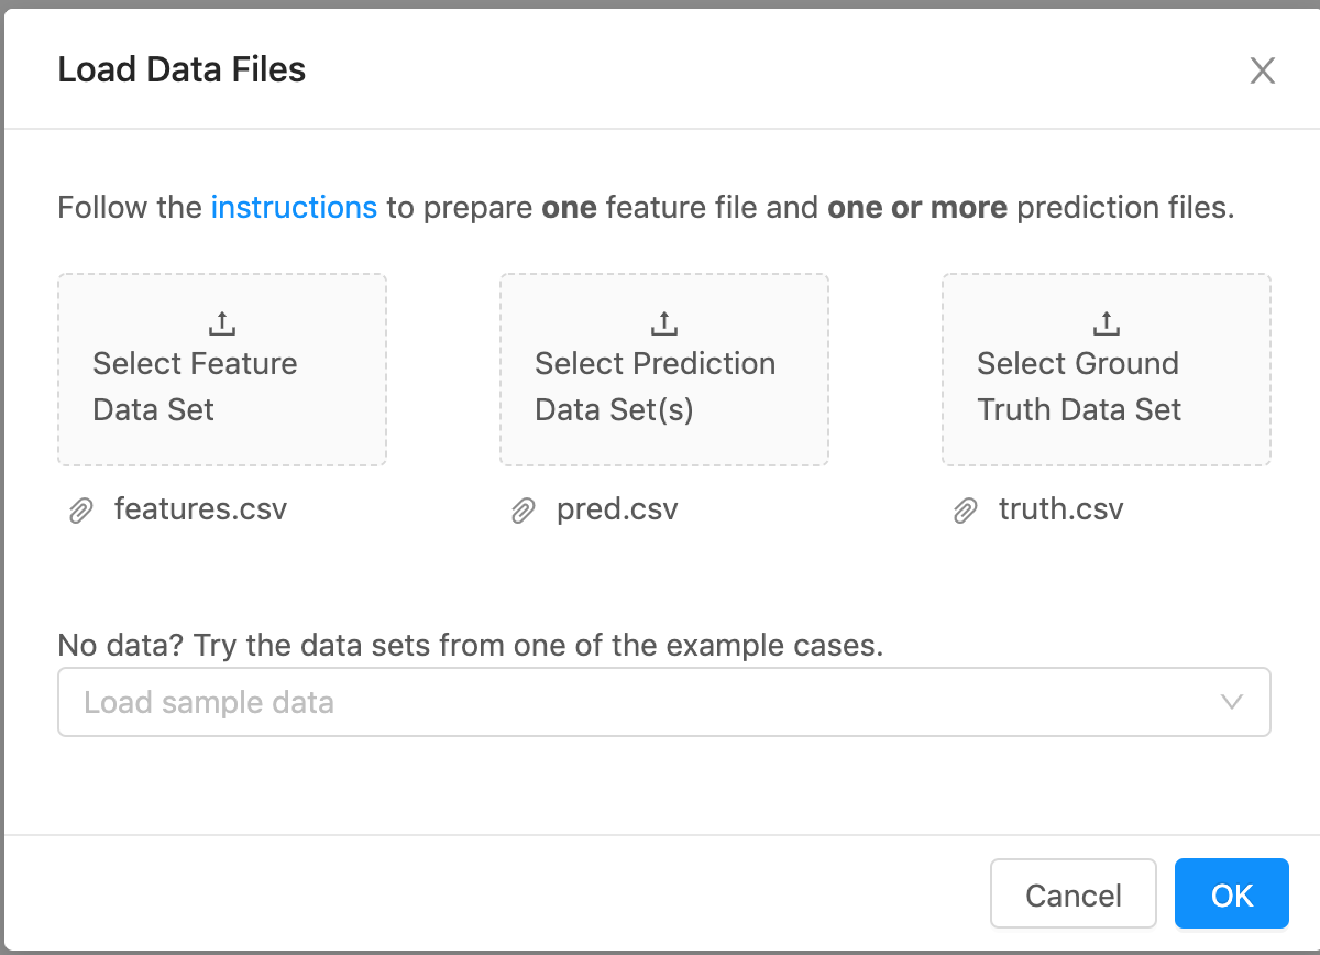 Load Data Files
Follow the instructions to prepare one feature file and one or more prediction files.
Select Feature
Data Set
Select Prediction
Data Set(s)
Select Ground
Truth Data Set
features.csv
pred.csv
truth.csv
No data? Try the data sets from one of the example cases.
Load sample data
Cancel
OK